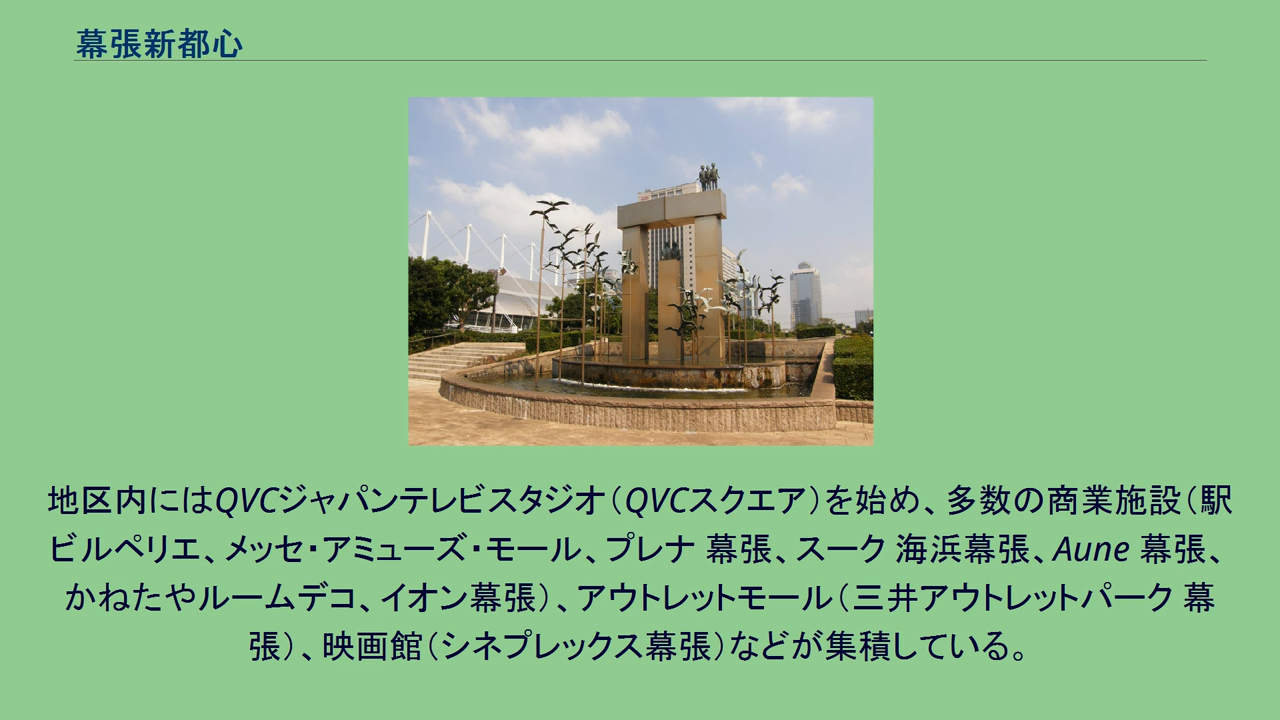 幕張新都心
地区内にはQVCジャパンテレビスタジオ（QVCスクエア）を始め、多数の商業施設（駅
ビルペリエ、メッセ・アミューズ・モール、プレナ 幕張、スーク 海浜幕張、Aune 幕張、
かねたやルームデコ、イオン幕張）、アウトレットモール（三井アウトレットパーク 幕
張）、映画館（シネプレックス幕張）などが集積している。